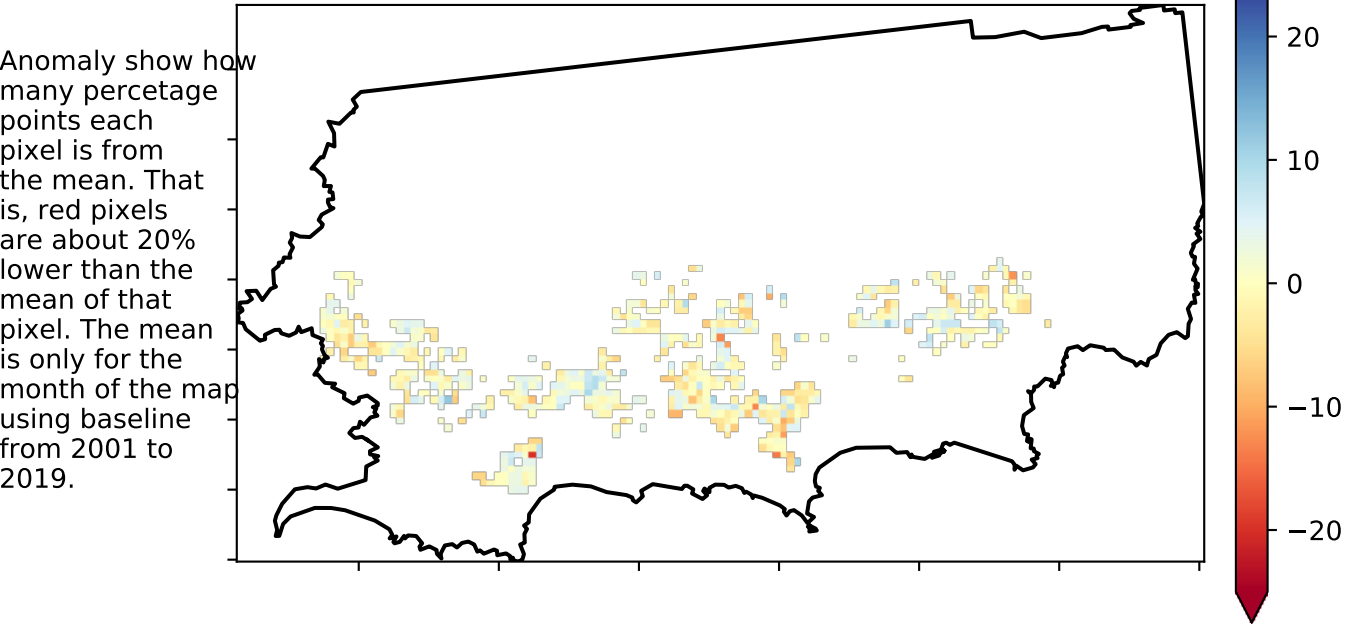 Anomaly show how
many percetage
points each
pixel is from
the mean. That
is, red pixels
are about 20%
lower than the
mean of that
pixel. The mean
is only for the
month of the map
using baseline
from 2001 to
2019.
20
10
0
−10
−20